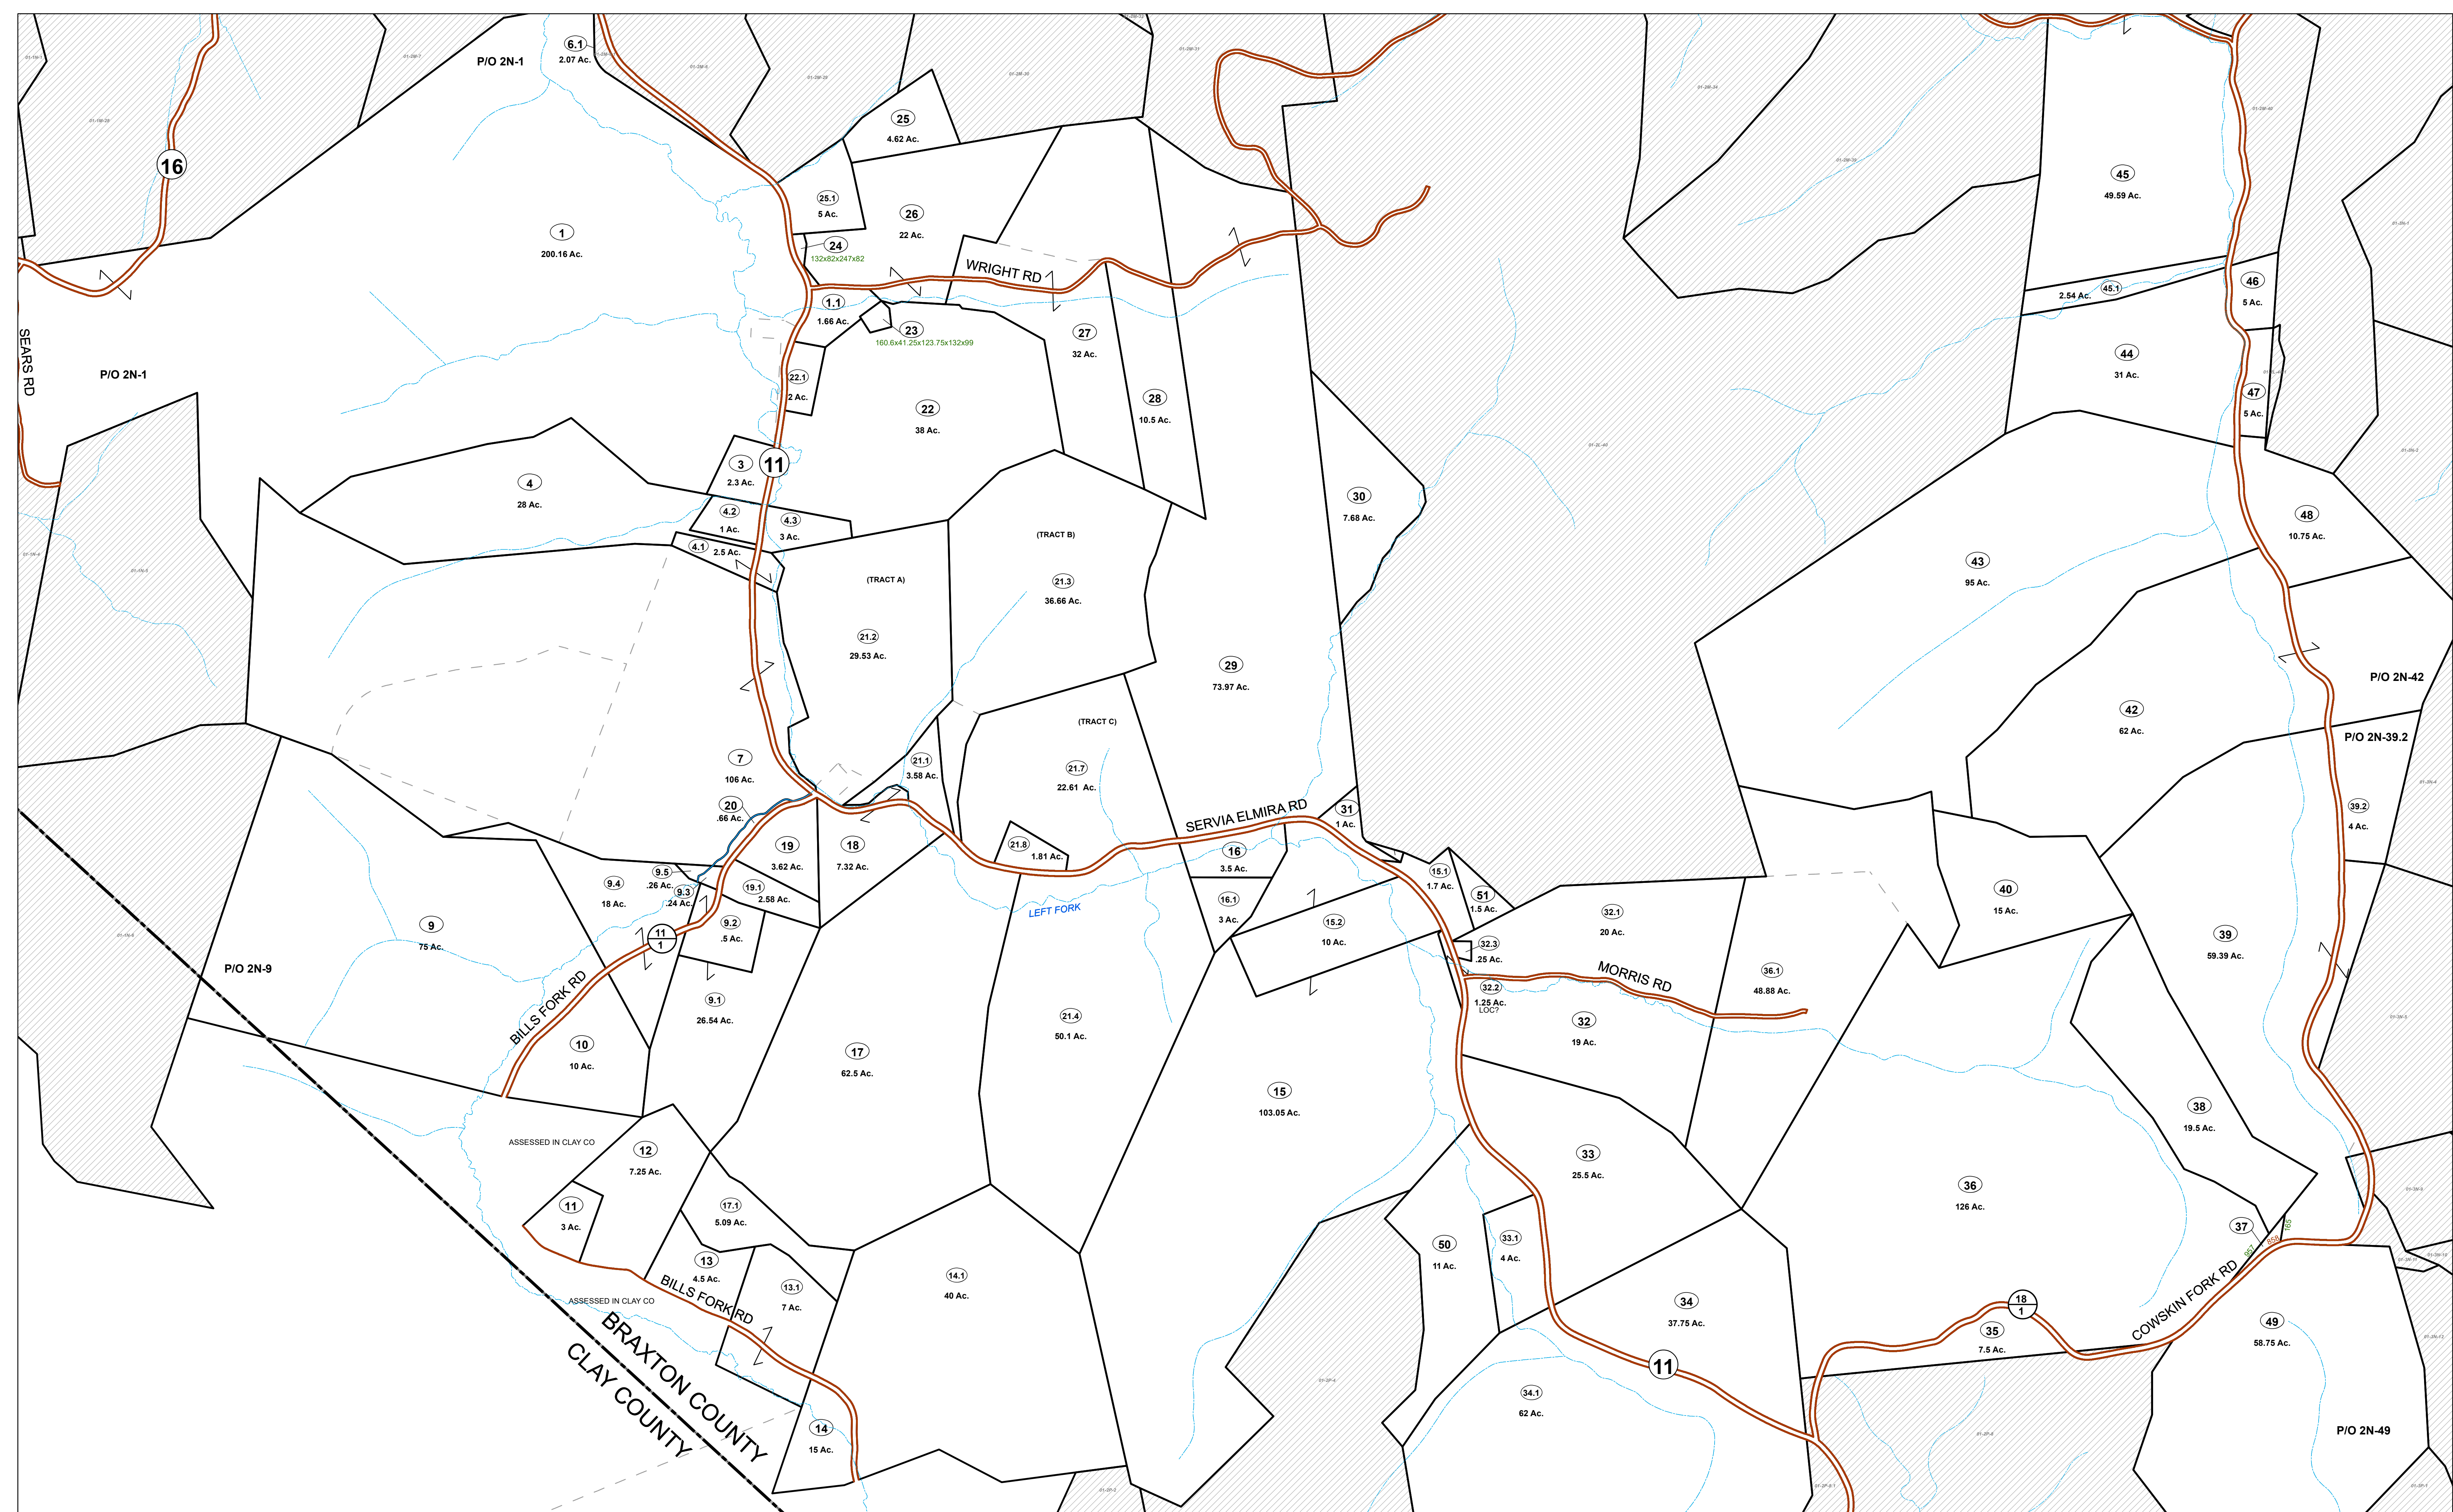 P/O 2N-1
6.1
2.07 Ac.
16
1
200.16 Ac.
25
4.62 Ac.
25.1
5 Ac.
26
22 Ac.
24
132x82x247x82
WRIGHT RD
1.1
1.66 Ac.
23
160.6x41.25x123.75x132x99
27
32 Ac.
28
10.5 Ac.
45
49.59 Ac.
2.54 Ac.
45.1
46
5 Ac.
44
31 Ac.
47
5 Ac.
SEARS RD
P/O 2N-1
22.1
2 Ac.
22
38 Ac.
3
2.3 Ac.
11
4
28 Ac.
4.2
1 Ac.
4.3
3 Ac.
4.1
2.5 Ac.
30
7.68 Ac.
48
10.75 Ac.
(TRACT B)
21.3
36.66 Ac.
(TRACT A)
21.2
29.53 Ac.
43
95 Ac.
29
73.97 Ac.
P/O 2N-42
42
62 Ac.
P/O 2N-39.2
39.2
4 Ac.
(TRACT C)
21.7
22.61 Ac.
7
106 Ac.
21.1
3.58 Ac.
20
.66 Ac.
19
3.62 Ac.
18
7.32 Ac.
21.8
1.81 Ac.
SERVIA ELMIRA RD
31
1 Ac.
16
3.5 Ac.
16.1
3 Ac.
15.1
1.7 Ac.
51
1.5 Ac.
15.2
10 Ac.
9.5
.26 Ac.
9.4
18 Ac.
9.3
.24 Ac.
19.1
2.58 Ac.
9.2
.5 Ac.
9
75 Ac.
11
1
P/O 2N-9
BILLS FORK RD
LEFT FORK
32.1
20 Ac.
32.3
.25 Ac.
32.2
1.25 Ac.
LOC?
MORRIS RD
36.1
48.88 Ac.
40
15 Ac.
39
59.39 Ac.
9.1
26.54 Ac.
10
10 Ac.
17
62.5 Ac.
21.4
50.1 Ac.
15
103.05 Ac.
32
19 Ac.
38
19.5 Ac.
ASSESSED IN CLAY CO
12
7.25 Ac.
11
3 Ac.
17.1
5.09 Ac.
33
25.5 Ac.
36
126 Ac.
37
165
858
957
13
4.5 Ac.
13.1
7 Ac.
14.1
40 Ac.
50
11 Ac.
33.1
4 Ac.
34
37.75 Ac.
BILLS FORK RD
ASSESSED IN CLAY CO
BRAXTON COUNTY
CLAY COUNTY
18
1
35
7.5 Ac.
COWSKIN FORK RD
49
58.75 Ac.
11
34.1
62 Ac.
14
15 Ac.
P/O 2N-49